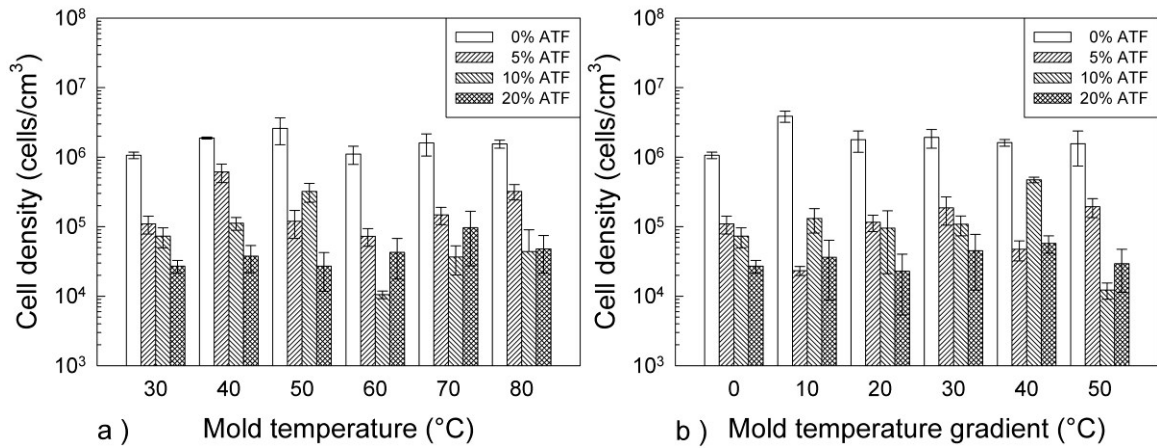 10^8
10^7
10^6
10^5
10^4
10^3
Cell density (cells/cm^3)
0% ATF
5% ATF
10% ATF
20% ATF
30 40 50 60 70 80
a ) Mold temperature (°C)
10^8
10^7
10^6
10^5
10^4
10^3
Cell density (cells/cm^3)
0% ATF
5% ATF
10% ATF
20% ATF
0 10 20 30 40 50
b ) Mold temperature gradient (°C)